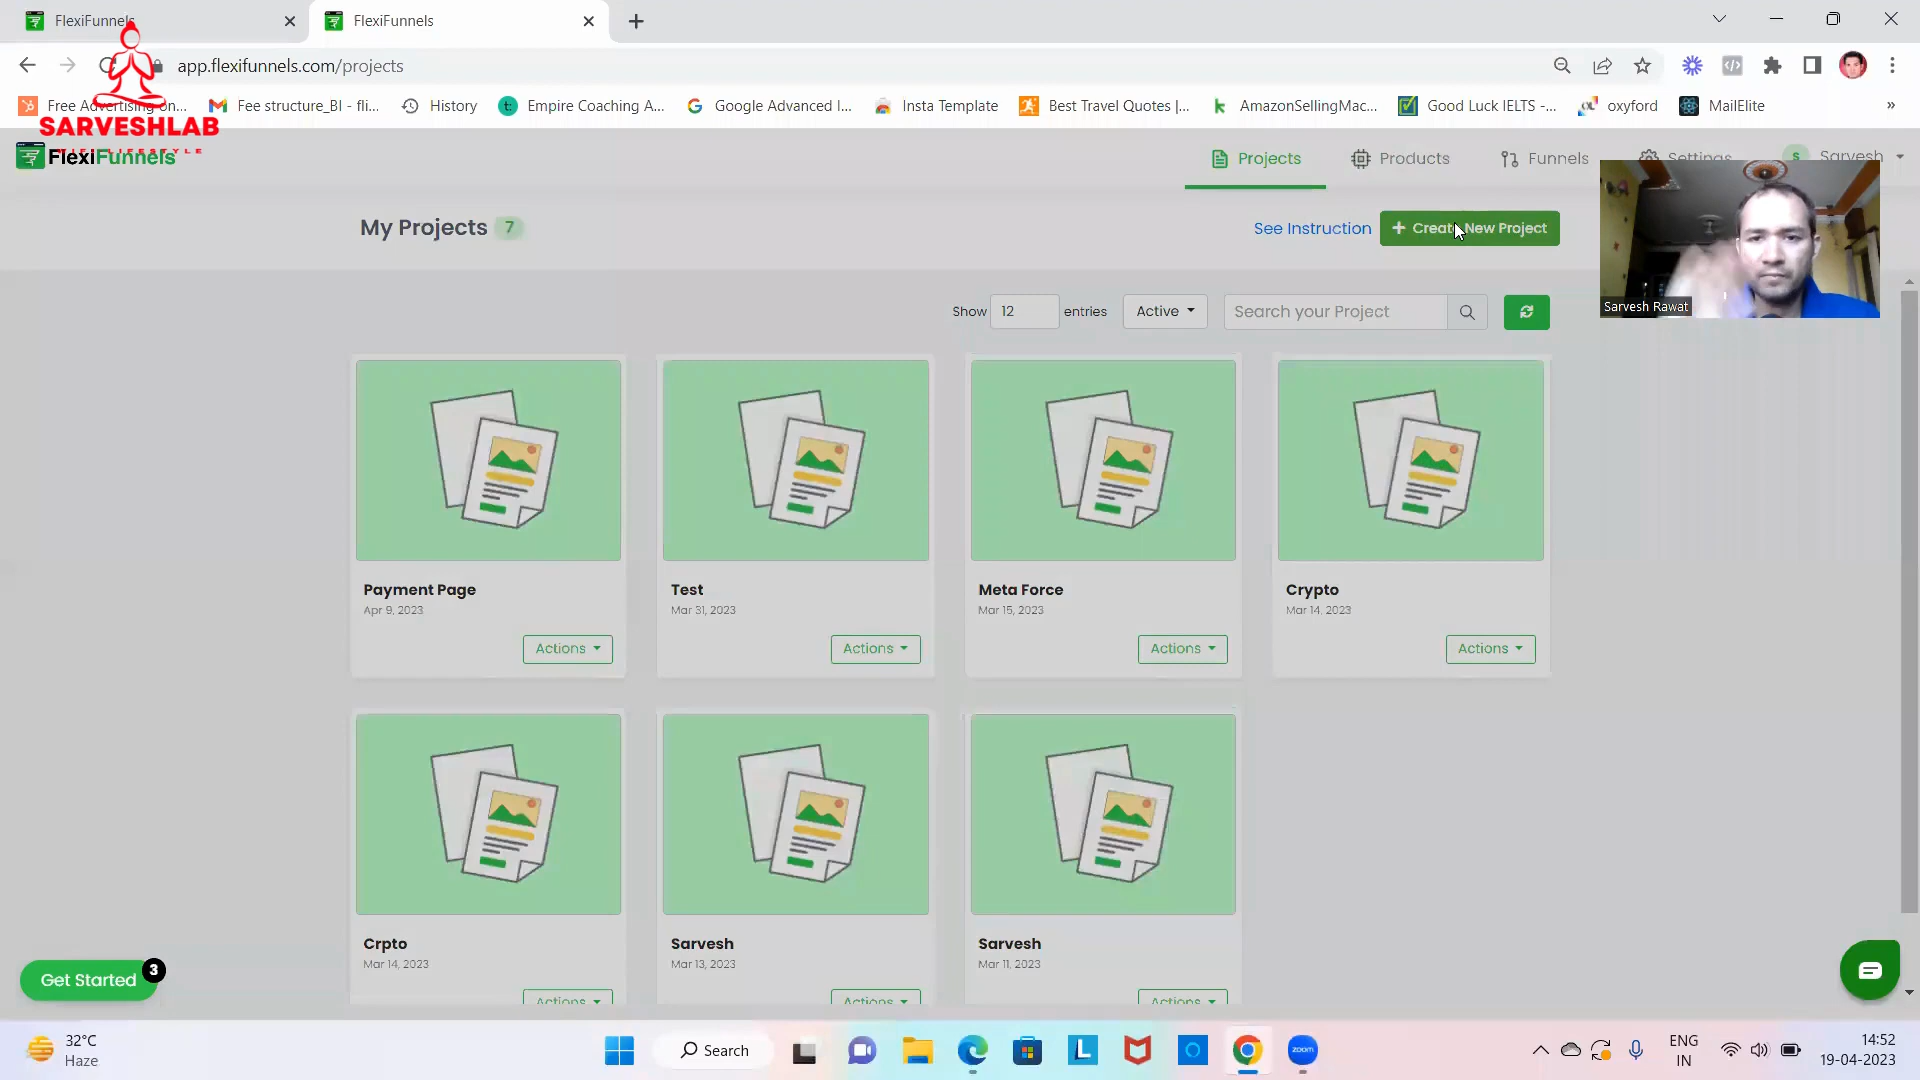 FlexiFunnels
FlexiFunnels
app.flexifunnels.com/projects
Free Advertising on...
Fee structure_BI - fli...
History
Empire Coaching A...
Google Advanced I...
Insta Template
Best Travel Quotes |...
AmazonSellingMac...
Good Luck IELTS -...
oxyford
MailElite
»
SARVESHLAB
LIFESTYLE
FlexiFunnels
Projects
Products
Funnels
Settings
S
Sarvesh
My Projects 7
See Instruction
+ Create New Project
Sarvesh Rawat
Show 12 entries
Active
Search your Project
Payment Page
Apr 9, 2023
Actions
Test
Mar 31, 2023
Actions
Meta Force
Mar 15, 2023
Actions
Crypto
Mar 14, 2023
Actions
Crpto
Mar 14, 2023
Actions
Sarvesh
Mar 13, 2023
Actions
Sarvesh
Mar 11, 2023
Actions
Get Started 3
32°C
Haze
Search
L
zoom
ENG
IN
14:52
19-04-2023